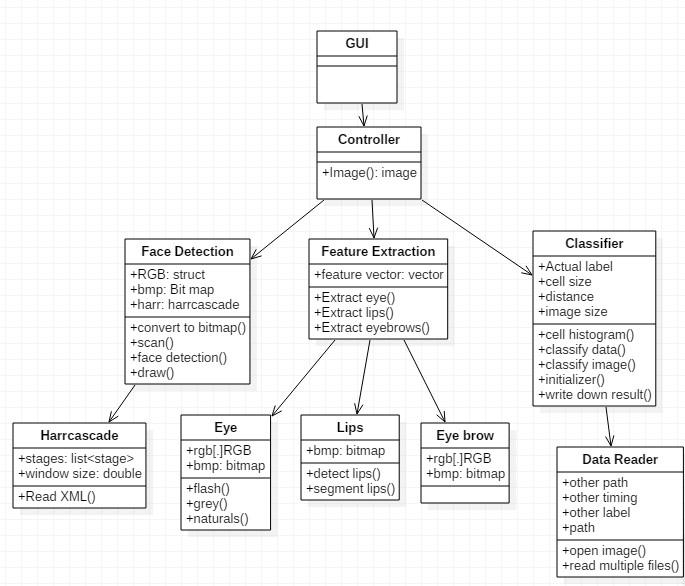 GUI
Controller
+Image(): image
Face Detection
+RGB: struct
+bmp: Bit map
+harr: harrcascade
+convert to bitmap()
+scan()
+face detection()
+draw()
Feature Extraction
+feature vector: vector
+Extract eye()
+Extract lips()
+Extract eyebrows()
Classifier
+Actual label
+cell size
+distance
+image size
+cell histogram()
+classify data()
+classify image()
+initializer()
+write down result()
Harrcascade
+stages: list<stage>
+window size: double
+Read XML()
Eye
+rgb[.]RGB
+bmp: bitmap
+flash()
+grey()
+naturals()
Lips
+bmp: bitmap
+detect lips()
+segment lips()
Eye brow
+rgb[.]RGB
+bmp: bitmap
Data Reader
+other path
+other timing
+other label
+path
+open image()
+read multiple files()